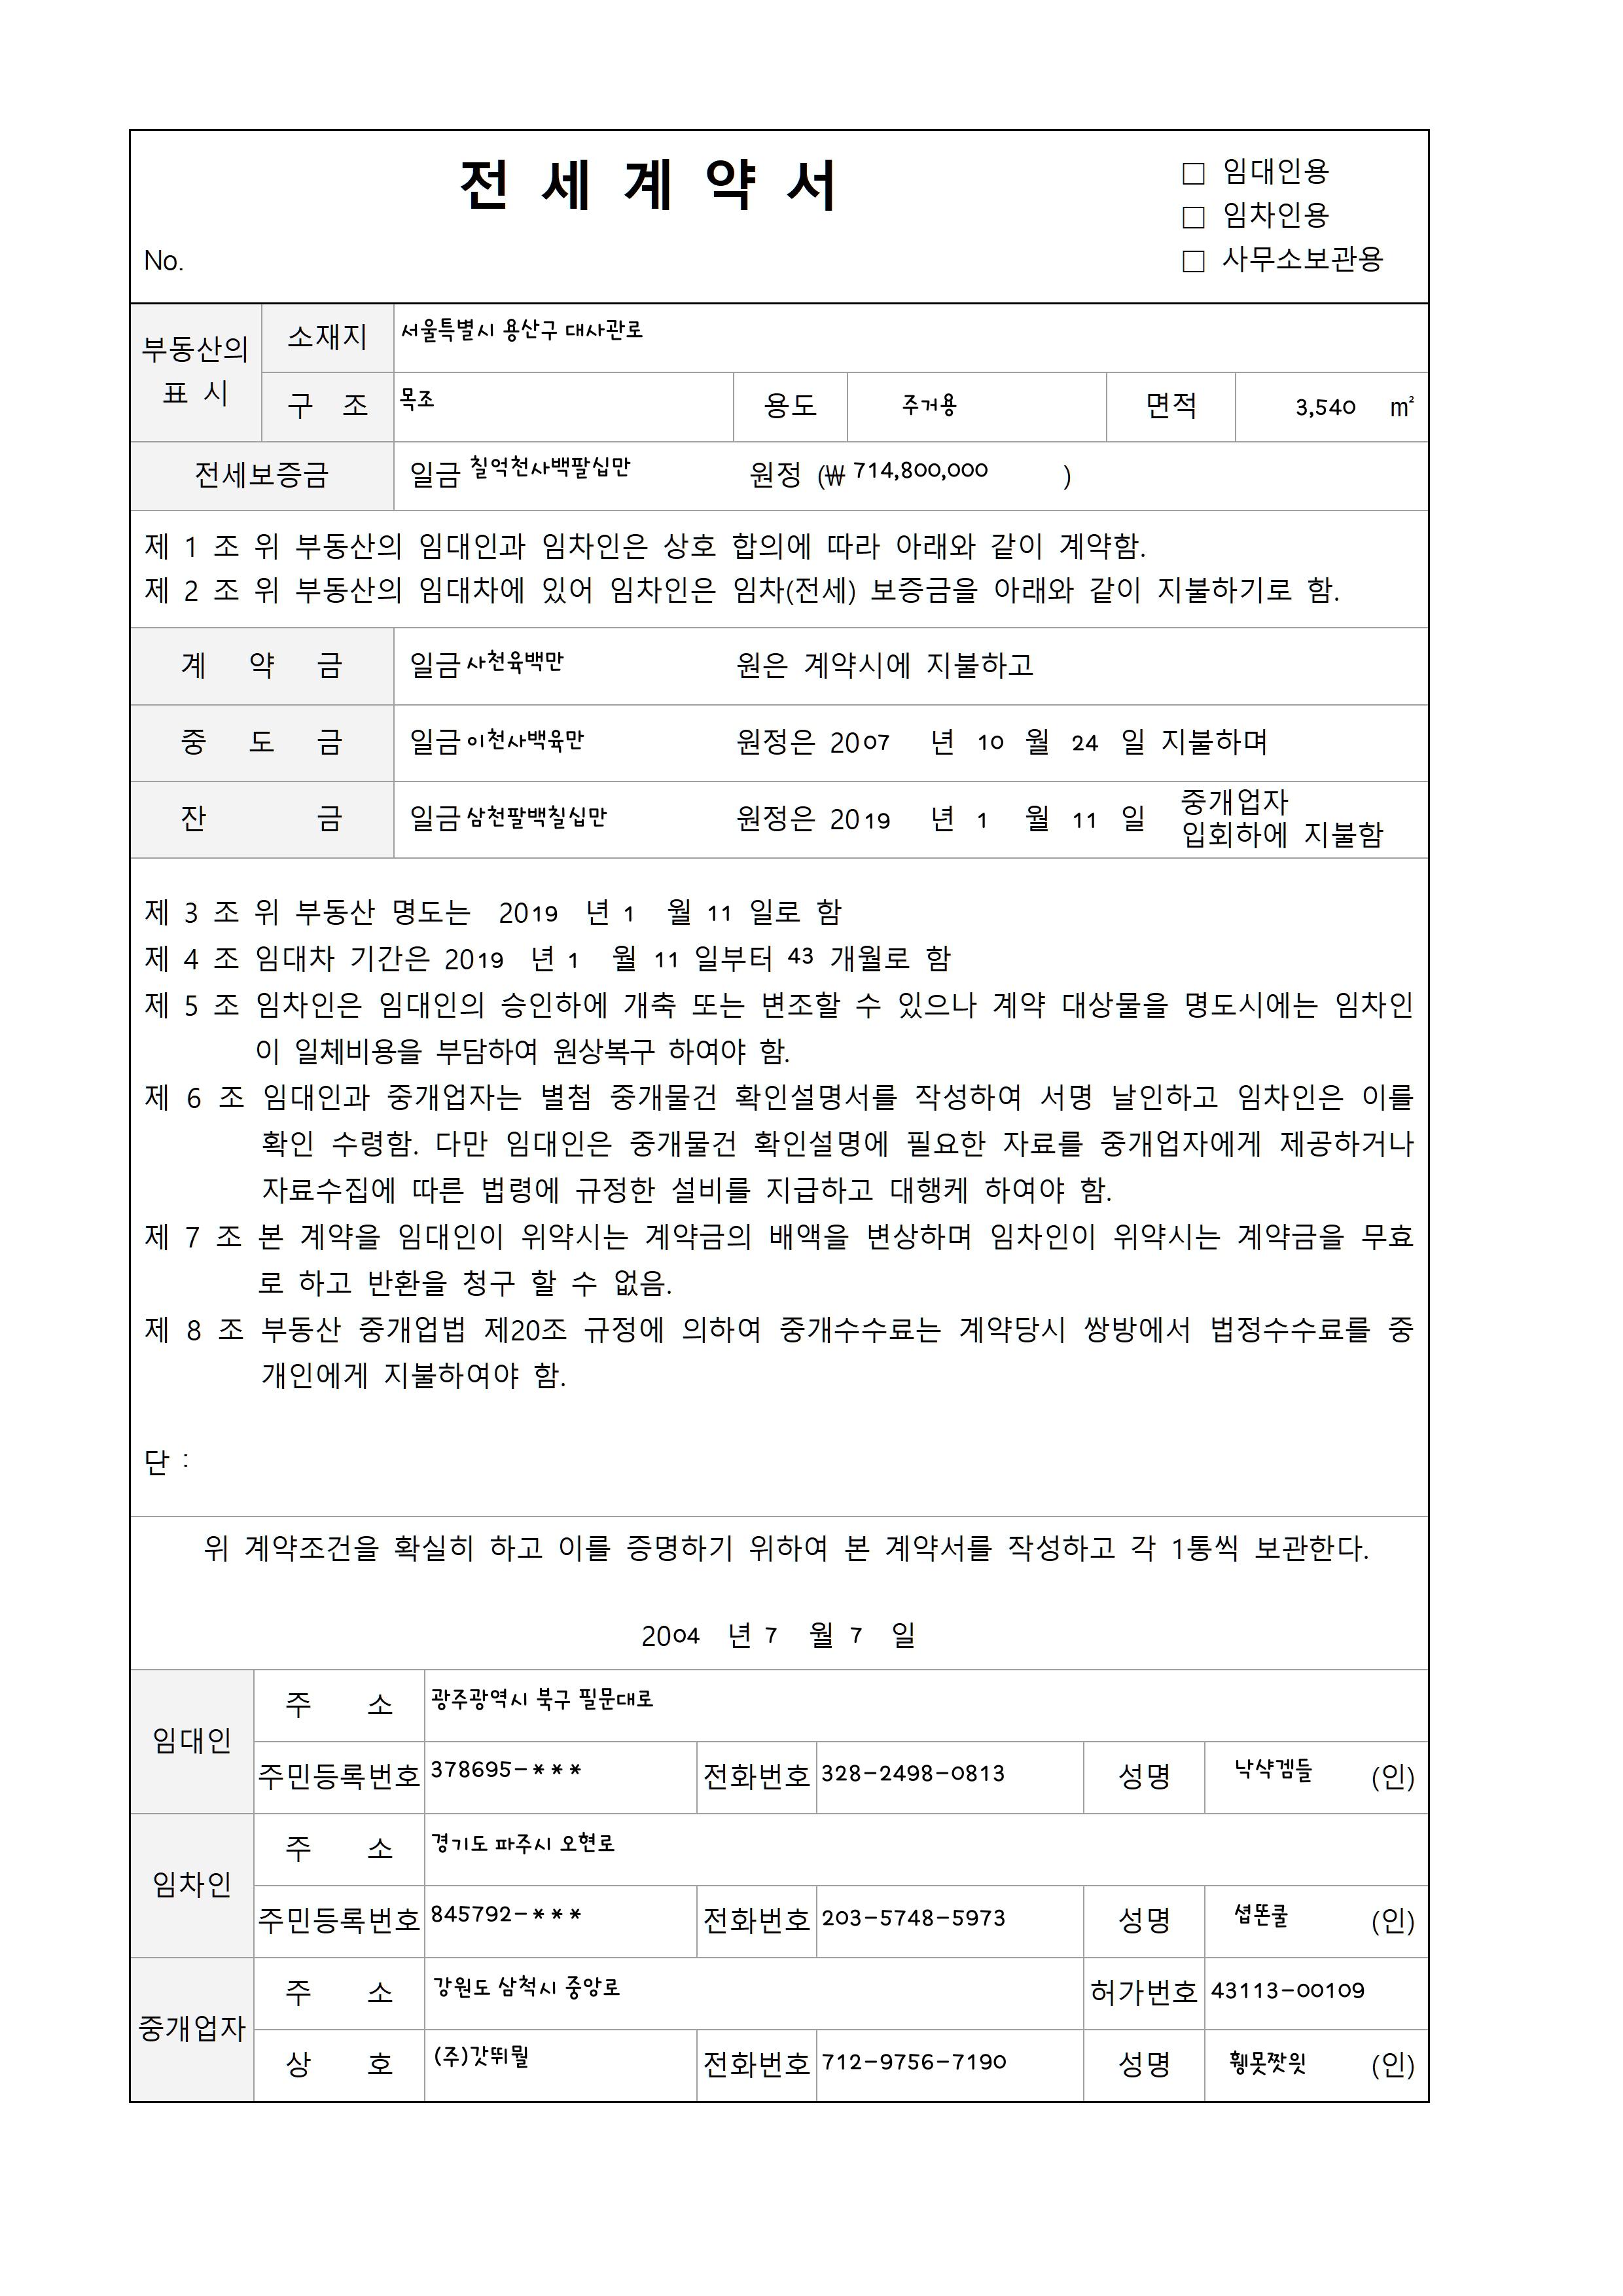 전 세 계 약 서
□ 임대인용
□ 임차인용
□ 사무소보관용
No.
부동산의 표 시
소재지 서울특별시 용산구 대사관로
구 조 목조 용도 주거용 면적 3,540 ㎡
전세보증금 일금 칠억천사백팔십만 원정 (₩ 714,800,000 )
제 1 조 위 부동산의 임대인과 임차인은 상호 합의에 따라 아래와 같이 계약함.
제 2 조 위 부동산의 임대차에 있어 임차인은 임차(전세) 보증금을 아래와 같이 지불하기로 함.
계 약 금 일금 사천육백만 원은 계약시에 지불하고
중 도 금 일금 이천사백육만 원정은 2007 년 10 월 24 일 지불하며
잔 금 일금 삼천팔백칠십만 원정은 2019 년 1 월 11 일 중개업자
입회하에 지불함
제 3 조 위 부동산 명도는 2019 년 1 월 11 일로 함
제 4 조 임대차 기간은 2019 년 1 월 11 일부터 43 개월로 함
제 5 조 임차인은 임대인의 승인하에 개축 또는 변조할 수 있으나 계약 대상물을 명도시에는 임차인
이 일체비용을 부담하여 원상복구 하여야 함.
제 6 조 임대인과 중개업자는 별첨 중개물건 확인설명서를 작성하여 서명 날인하고 임차인은 이를
확인 수령함. 다만 임대인은 중개물건 확인설명에 필요한 자료를 중개업자에게 제공하거나
자료수집에 따른 법령에 규정한 설비를 지급하고 대행케 하여야 함.
제 7 조 본 계약을 임대인이 위약시는 계약금의 배액을 변상하며 임차인이 위약시는 계약금을 무효
로 하고 반환을 청구 할 수 없음.
제 8 조 부동산 중개업법 제20조 규정에 의하여 중개수수료는 계약당시 쌍방에서 법정수수료를 중
개인에게 지불하여야 함.
단 :
위 계약조건을 확실히 하고 이를 증명하기 위하여 본 계약서를 작성하고 각 1통씩 보관한다.
2004 년 7 월 7 일
임대인
주 소 광주광역시 북구 필문대로
주민등록번호 378695-*** 전화번호 328-2498-0813 성명 낙샥겜들 (인)
임차인
주 소 경기도 파주시 오현로
주민등록번호 845792-*** 전화번호 203-5748-5973 성명 셥똔쿨 (인)
중개업자
주 소 강원도 삼척시 중앙로 허가번호 43113-00109
상 호 (주)갓뛰뭘 전화번호 712-9756-7190 성명 휑못짯읫 (인)